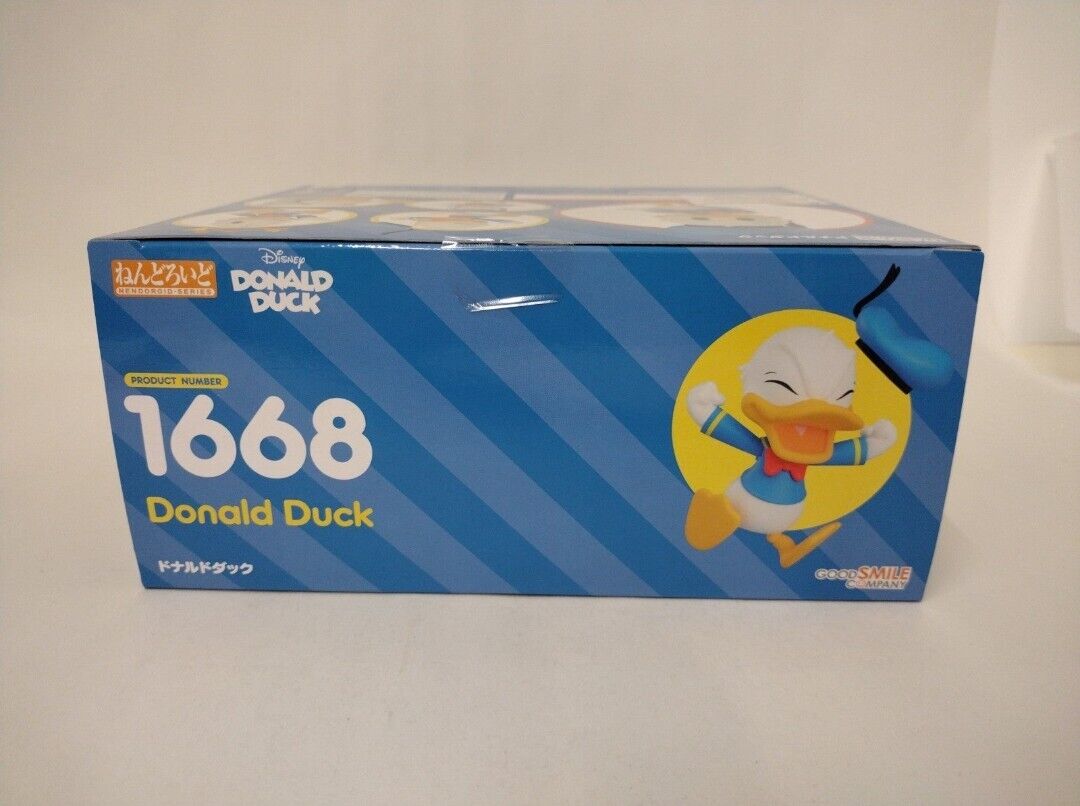 ねんどろいど
NENDOROID-SERIES
Disney
DONALD
DUCK
PRODUCT NUMBER
1668
Donald Duck
ドナルドダック
GOOD SMILE
COMPANY